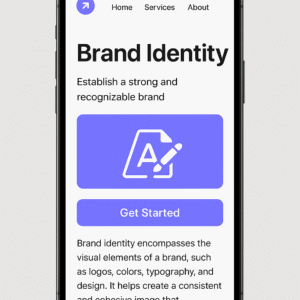 Home Services About
Brand Identity
Establish a strong and
recognizable brand
A
Get Started
Brand identity encompasses the
visual elements of a brand, such
as logos, colors, typography, and
design. It helps create a consistent
and cohesive image that